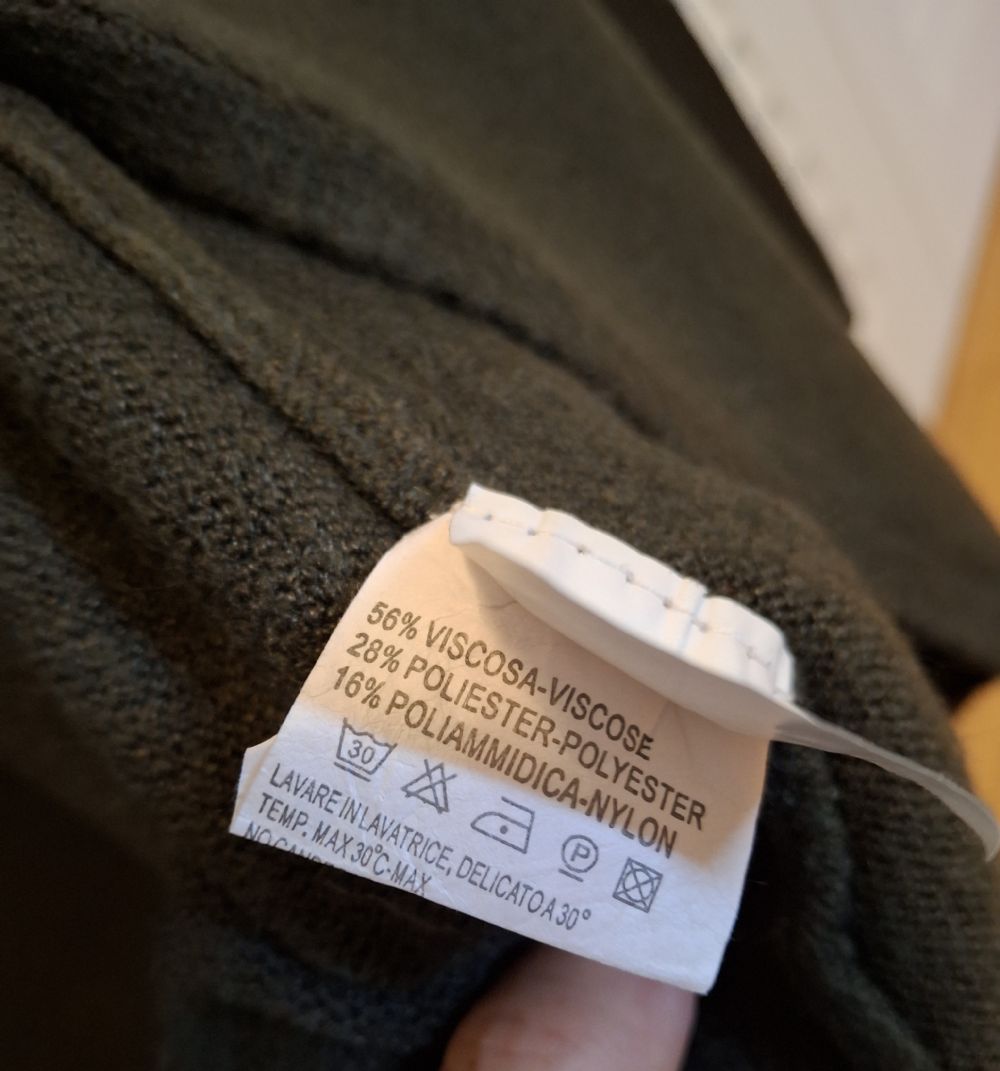 56% VISCOSA-VISCOSE
28% POLIESTER-POLYESTER
16% POLIAMMIDICA-NYLON
30
P
LAVARE IN LAVATRICE, DELICATO A 30°
TEMP. MAX 30°C-MAX
NO